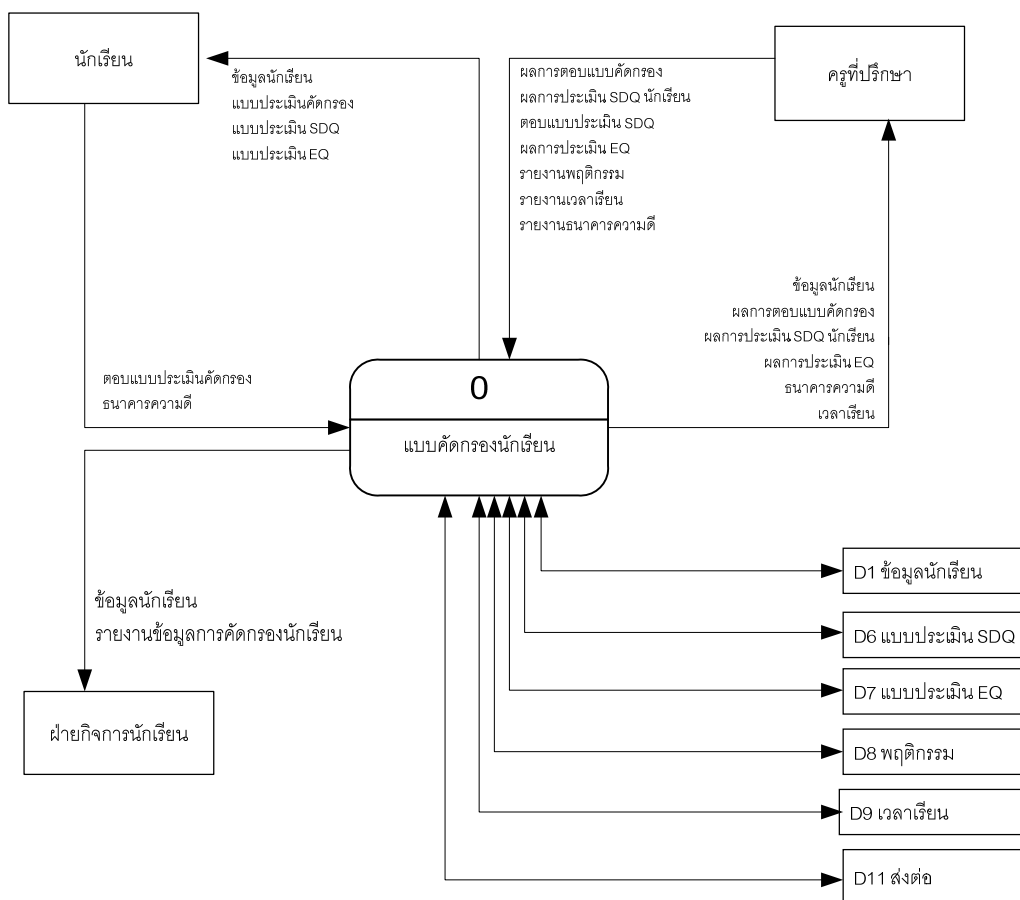 นักเรียน
ข้อมูลนักเรียน
แบบประเมินคัดกรอง
แบบประเมิน SDQ
แบบประเมิน EQ
ผลการตอบแบบคัดกรอง
ผลการประเมิน SDQ นักเรียน
ตอบแบบประเมิน SDQ
ผลการประเมิน EQ
รายงานพฤติกรรม
รายงานเวลาเรียน
รายงานธนาคารความดี
ครูที่ปรึกษา
ข้อมูลนักเรียน
ผลการตอบแบบคัดกรอง
ผลการประเมิน SDQ นักเรียน
ผลการประเมิน EQ
ธนาคารความดี
เวลาเรียน
ตอบแบบประเมินคัดกรอง
ธนาคารความดี
0
แบบคัดกรองนักเรียน
ข้อมูลนักเรียน
รายงานข้อมูลการคัดกรองนักเรียน
ฝ่ายกิจการนักเรียน
D1 ข้อมูลนักเรียน
D6 แบบประเมิน SDQ
D7 แบบประเมิน EQ
D8 พฤติกรรม
D9 เวลาเรียน
D11 ส่งต่อ